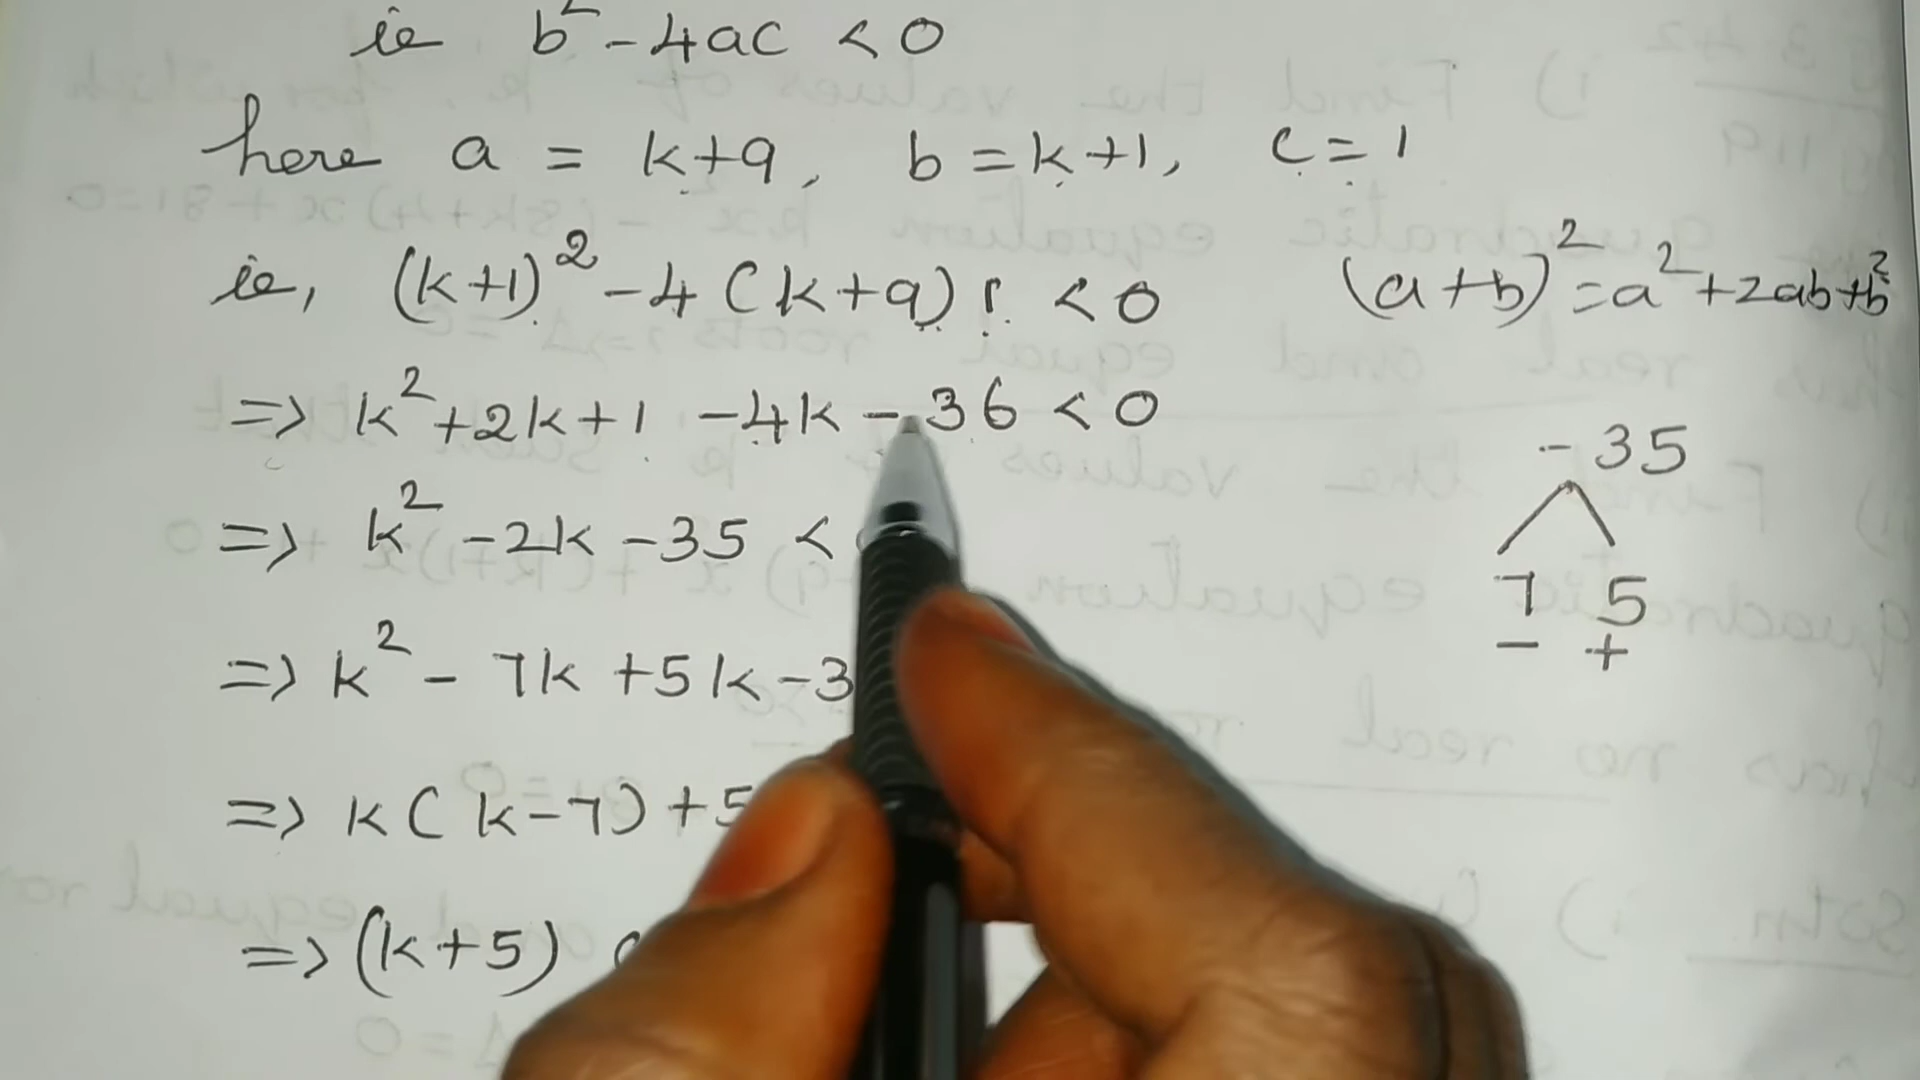 ie b² - 4ac < 0
here a = k+9, b = k+1, c = 1
ie, (k+1)² - 4(k+9)1 < 0
(a+b)² = a²+2ab+b²
=> k²+2k+1 -4k - 36 < 0
- 35
=> k² - 2k - 35 <
7 5
- +
=> k² - 7k + 5k - 3
=> k(k-7) + 5
=> (k+5)